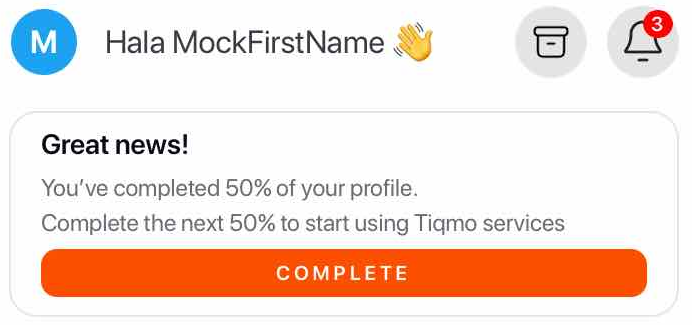 M
Hala MockFirstName 👋
3
Great news!
You’ve completed 50% of your profile.
Complete the next 50% to start using Tiqmo services
COMPLETE